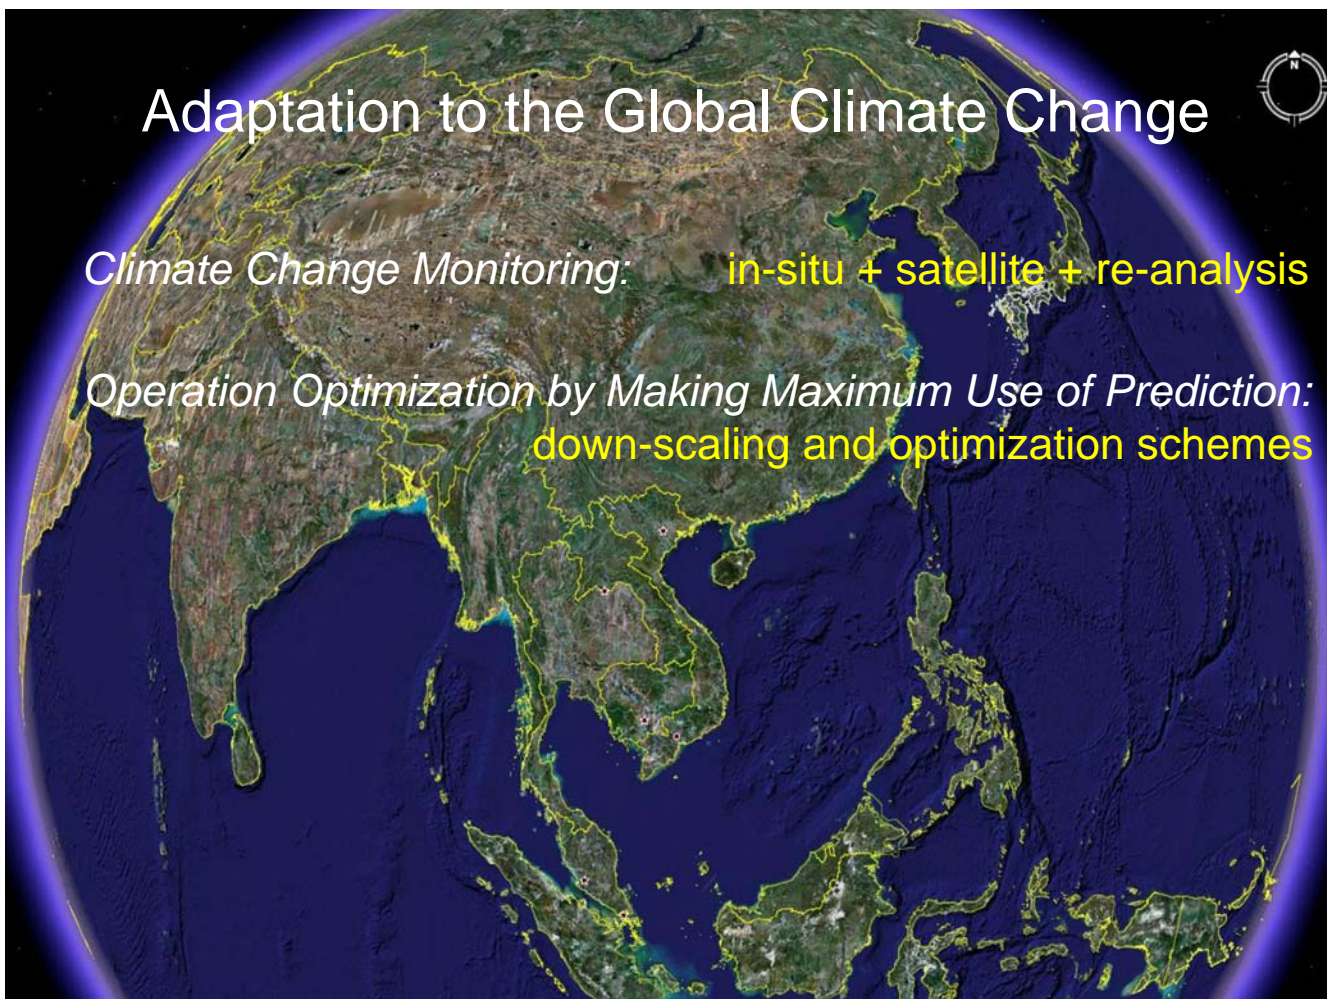 N
Adaptation to the Global Climate Change
Climate Change Monitoring: in-situ + satellite + re-analysis
Operation Optimization by Making Maximum Use of Prediction:
down-scaling and optimization schemes